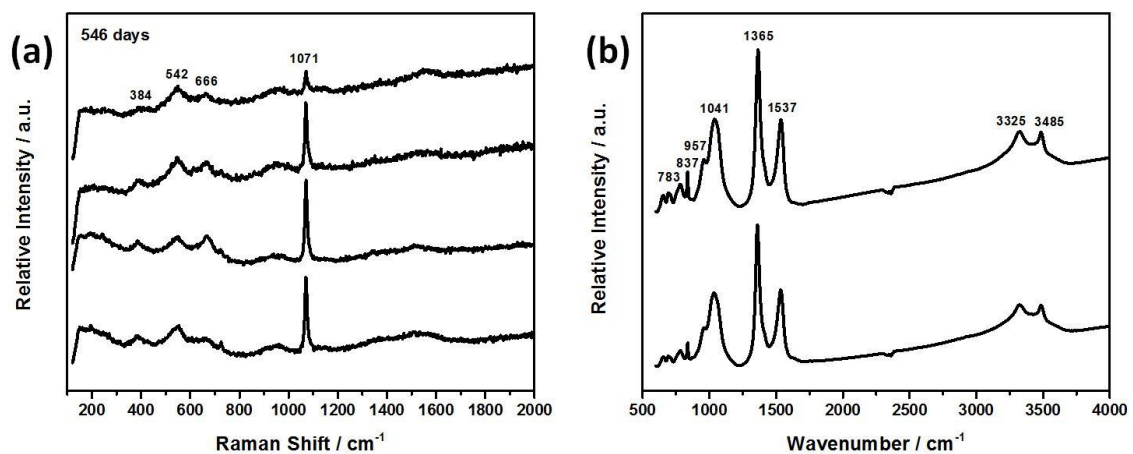 (a)
546 days
384
542
666
1071
Relative Intensity / a.u.
200 400 600 800 1000 1200 1400 1600 1800 2000
Raman Shift / cm⁻¹
(b)
783
837
957
1041
1365
1537
3325
3485
Relative Intensity / a.u.
500 1000 1500 2000 2500 3000 3500 4000
Wavenumber / cm⁻¹